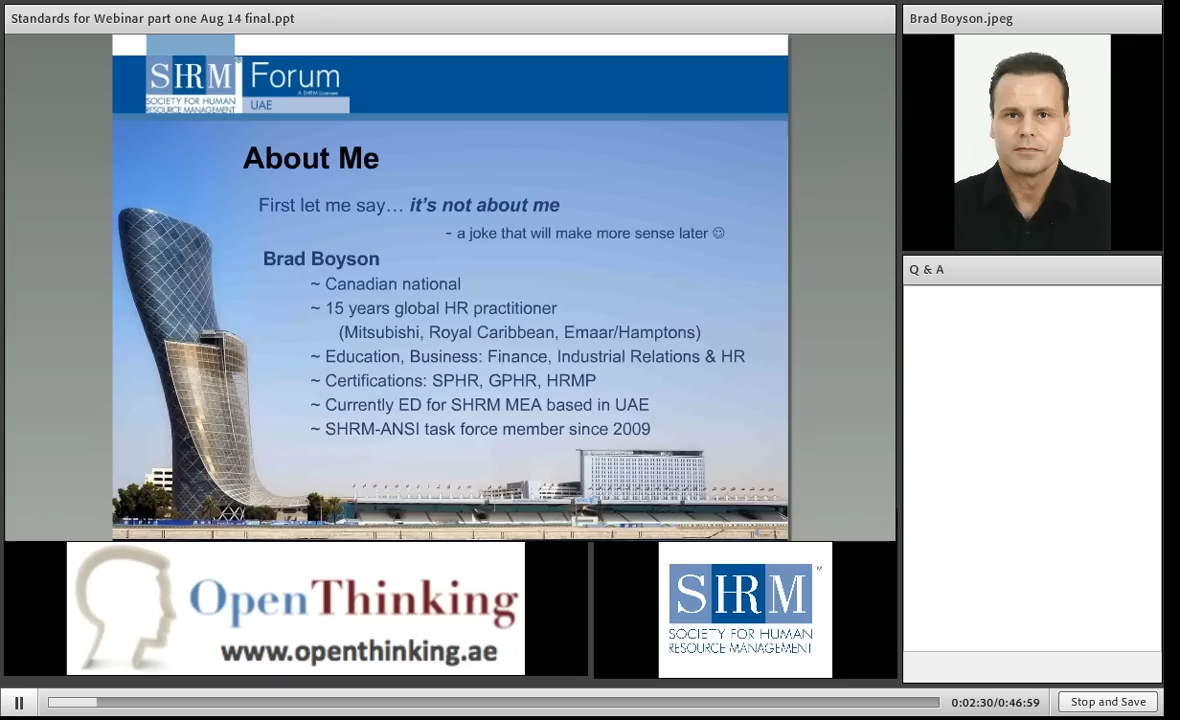 Standards for Webinar part one Aug 14 final.ppt
SHRM® Forum
A SHRM Licensee
SOCIETY FOR HUMAN
RESOURCE MANAGEMENT
UAE
About Me
First let me say… it's not about me
- a joke that will make more sense later ☺
Brad Boyson
~ Canadian national
~ 15 years global HR practitioner
(Mitsubishi, Royal Caribbean, Emaar/Hamptons)
~ Education, Business: Finance, Industrial Relations & HR
~ Certifications: SPHR, GPHR, HRMP
~ Currently ED for SHRM MEA based in UAE
~ SHRM-ANSI task force member since 2009
Brad Boyson.jpeg
Q & A
OpenThinking
www.openthinking.ae
SHRM™
SOCIETY FOR HUMAN
RESOURCE MANAGEMENT
0:02:30/0:46:59
Stop and Save